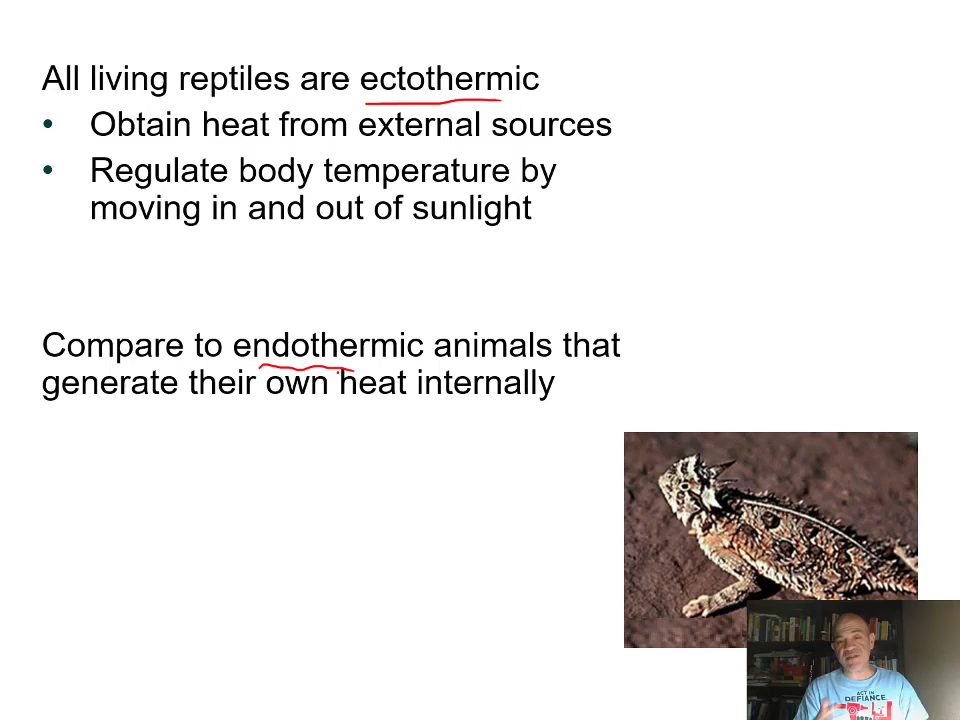 All living reptiles are ectothermic
• Obtain heat from external sources
• Regulate body temperature by
moving in and out of sunlight
Compare to endothermic animals that
generate their own heat internally
ACT IN
DEFIANCE